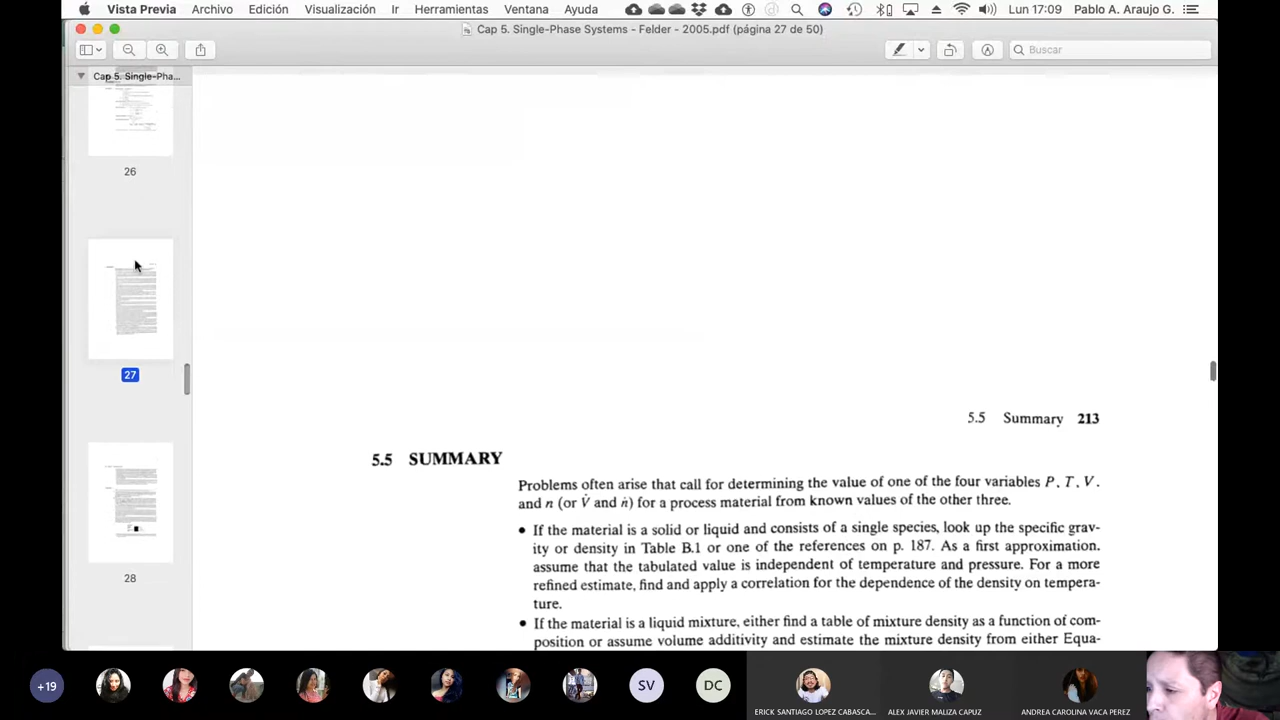 Vista Previa Archivo Edición Visualización Ir Herramientas Ventana Ayuda Lun 17:09 Pablo A. Araujo G.
Cap 5. Single-Phase Systems - Felder - 2005.pdf (página 27 de 50)
Buscar
Cap 5. Single-Pha...
26
27
28
5.5 Summary 213
5.5 SUMMARY
Problems often arise that call for determining the value of one of the four variables P, T, V,
and n (or V̇ and ṅ) for a process material from known values of the other three.
• If the material is a solid or liquid and consists of a single species, look up the specific grav-
ity or density in Table B.1 or one of the references on p. 187. As a first approximation,
assume that the tabulated value is independent of temperature and pressure. For a more
refined estimate, find and apply a correlation for the dependence of the density on tempera-
ture.
• If the material is a liquid mixture, either find a table of mixture density as a function of com-
position or assume volume additivity and estimate the mixture density from either Equa-
+19 SV DC
ERICK SANTIAGO LOPEZ CABASCA... ALEX JAVIER MALIZA CAPUZ ANDREA CAROLINA VACA PEREZ